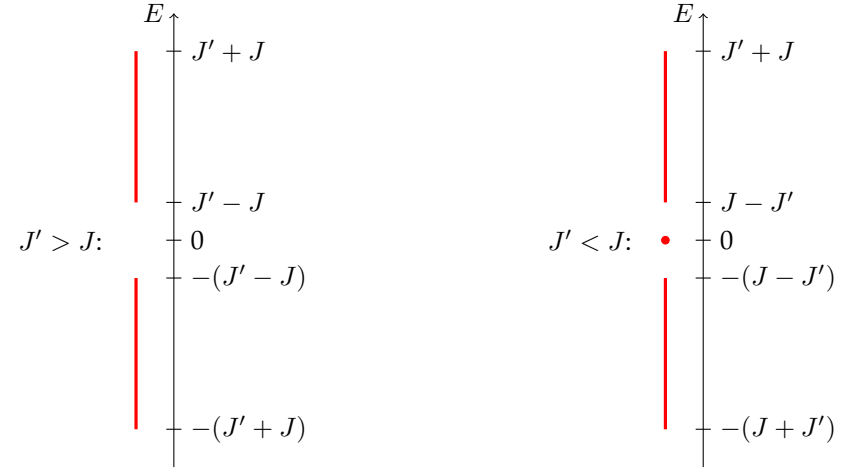 E
J′ + J
J′ − J
J′ > J:
0
−(J′ − J)
−(J′ + J)
E
J′ + J
J − J′
J′ < J:
0
−(J − J′)
−(J + J′)